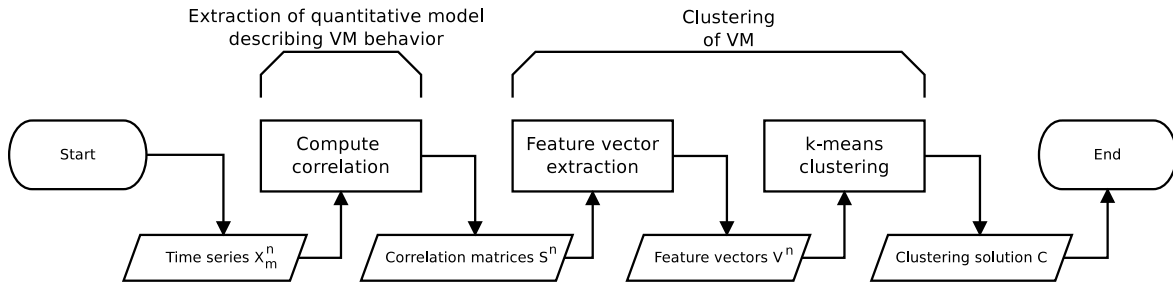 Extraction of quantitative model
describing VM behavior
Clustering
of VM
Start
Compute
correlation
Feature vector
extraction
k-means
clustering
End
Time series X_m^n
Correlation matrices S^n
Feature vectors V^n
Clustering solution C